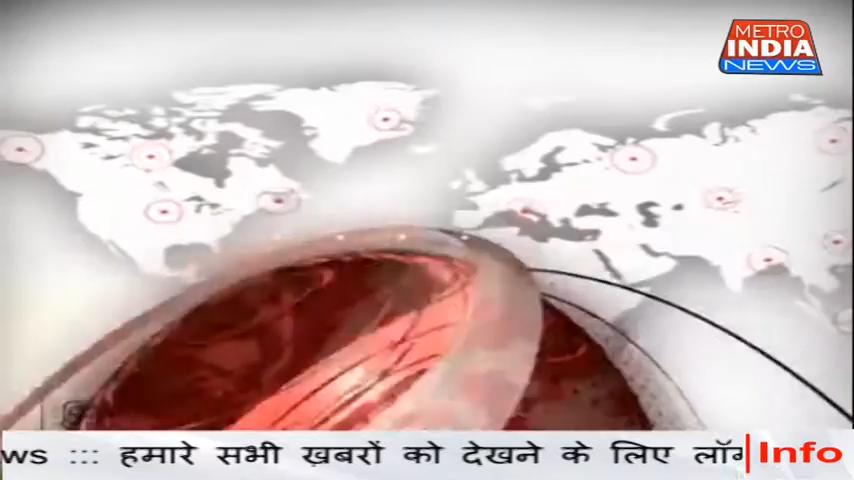 METRO
INDIA
NEWS
ws ::: हमारे सभी ख़बरों को देखने के लिए लॉग
Info